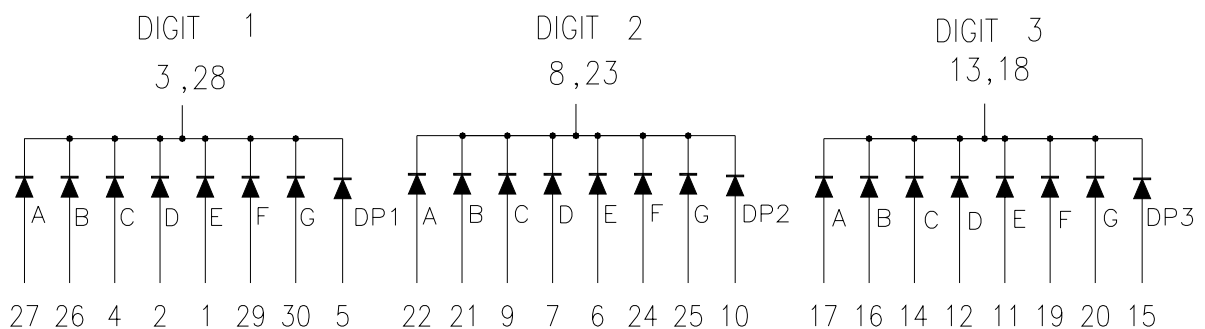 DIGIT 1 DIGIT 2 DIGIT 3
3,28 8,23 13,18
A B C D E F G DP1 A B C D E F G DP2 A B C D E F G DP3
27 26 4 2 1 29 30 5 22 21 9 7 6 24 25 10 17 16 14 12 11 19 20 15